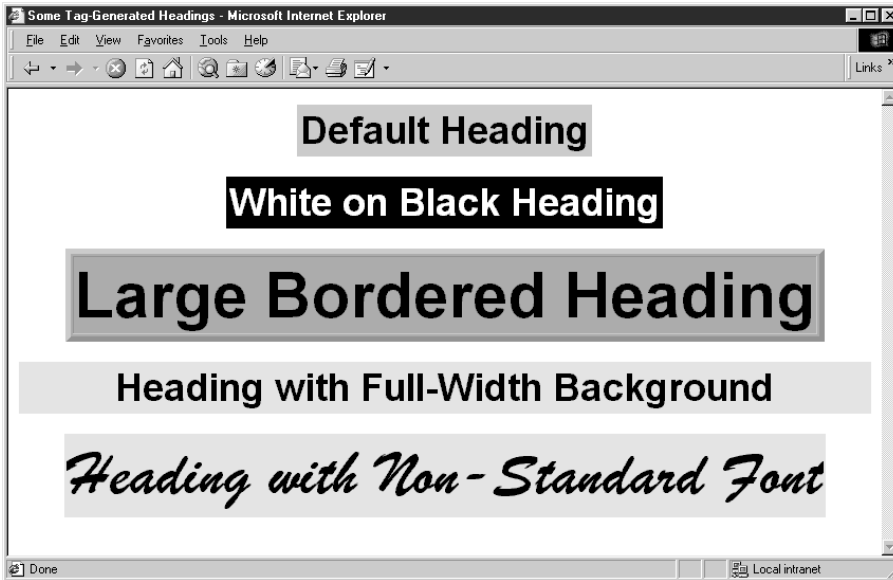 Some Tag-Generated Headings - Microsoft Internet Explorer
File Edit View Favorites Tools Help
Links
Default Heading
White on Black Heading
Large Bordered Heading
Heading with Full-Width Background
Heading with Non-Standard Font
Done Local intranet